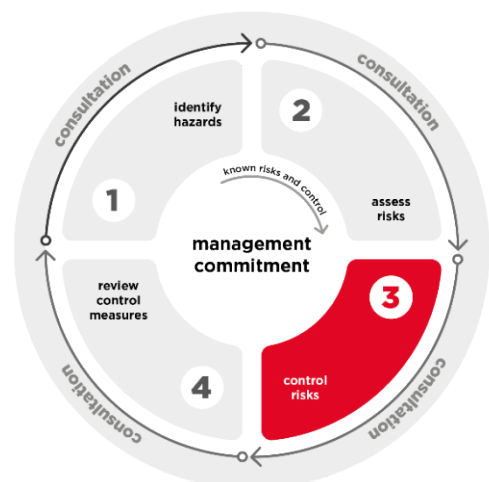 consultation
consultation
identify
hazards
1
2
known risks and control
assess
risks
management
commitment
review
control
measures
3
4
control
risks
consultation
consultation